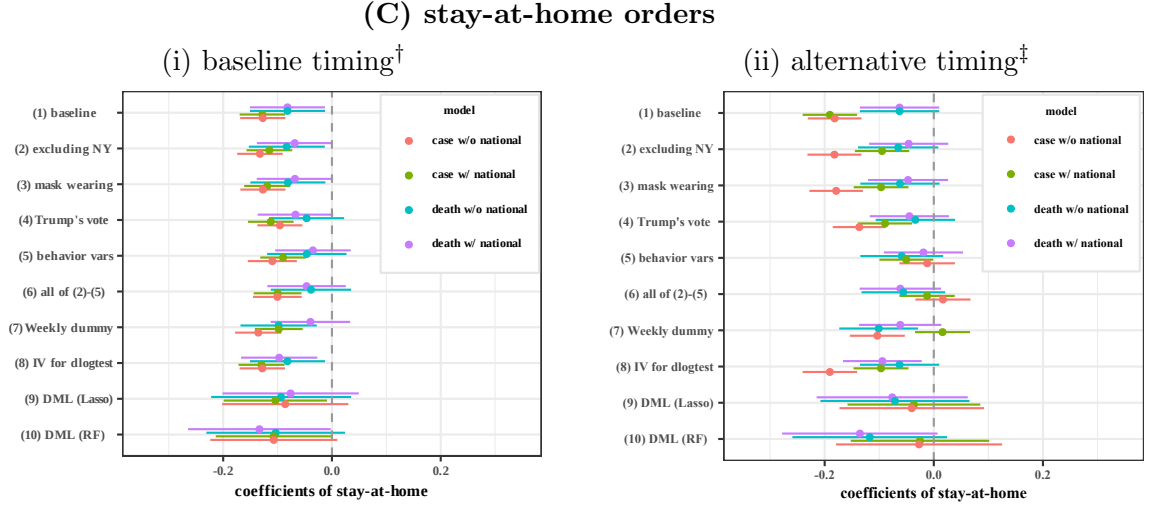 (C) stay-at-home orders
(i) baseline timing†
(1) baseline
(2) excluding NY
(3) mask wearing
(4) Trump's vote
(5) behavior vars
(6) all of (2)-(5)
(7) Weekly dummy
(8) IV for dlogtest
(9) DML (Lasso)
(10) DML (RF)
model
case w/o national
case w/ national
death w/o national
death w/ national
-0.2 0.0 0.2
coefficients of stay-at-home
(ii) alternative timing‡
(1) baseline
(2) excluding NY
(3) mask wearing
(4) Trump's vote
(5) behavior vars
(6) all of (2)-(5)
(7) Weekly dummy
(8) IV for dlogtest
(9) DML (Lasso)
(10) DML (RF)
model
case w/o national
case w/ national
death w/o national
death w/ national
-0.2 0.0 0.2
coefficients of stay-at-home